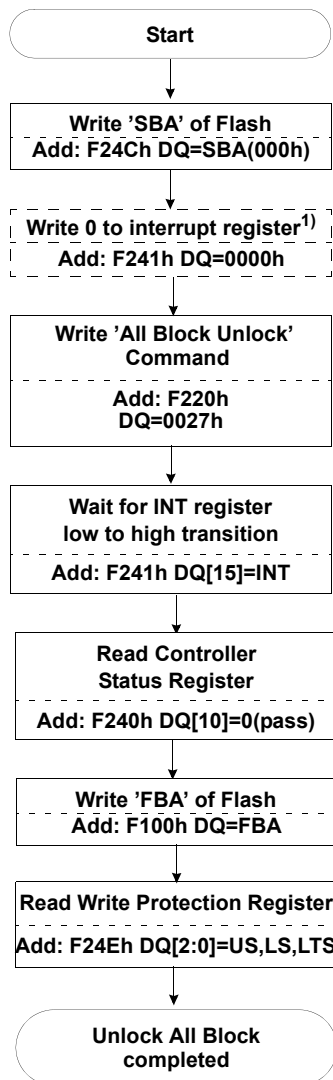 Start
Write ’SBA’ of Flash
Add: F24Ch DQ=SBA(000h)
Write 0 to interrupt register1)
Add: F241h DQ=0000h
Write ’All Block Unlock’
Command
Add: F220h
DQ=0027h
Wait for INT register
low to high transition
Add: F241h DQ[15]=INT
Read Controller
Status Register
Add: F240h DQ[10]=0(pass)
Write ’FBA’ of Flash
Add: F100h DQ=FBA
Read Write Protection Register
Add: F24Eh DQ[2:0]=US,LS,LTS
Unlock All Block
completed